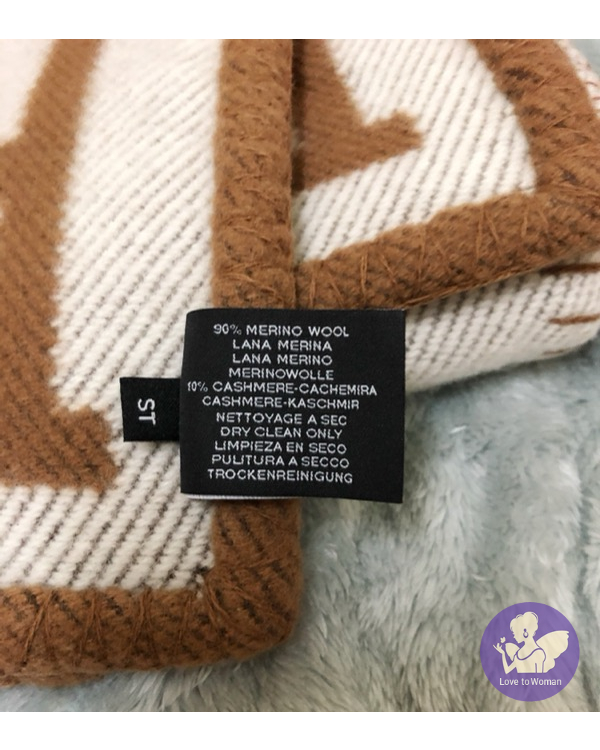 90% MERINO WOOL
LANA MERINA
LANA MERINO
MERINOWOLLE
10% CASHMERE-CACHEMIRA
CASHMERE-KASCHMIR
NETTOYAGE A SEC
DRY CLEAN ONLY
LIMPIEZA EN SECO
PULITURA A SECCO
TROCKENREINIGUNG
ST
Love to Woman